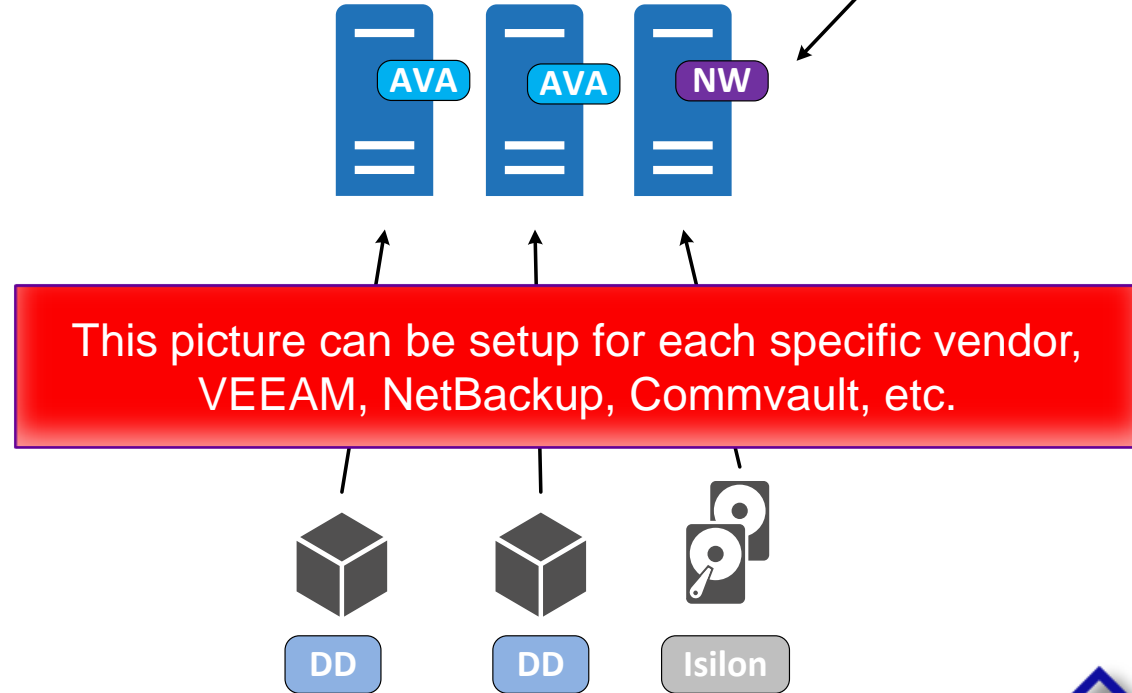 AVA AVA NW
This picture can be setup for each specific vendor,
VEEAM, NetBackup, Commvault, etc.
DD DD Isilon